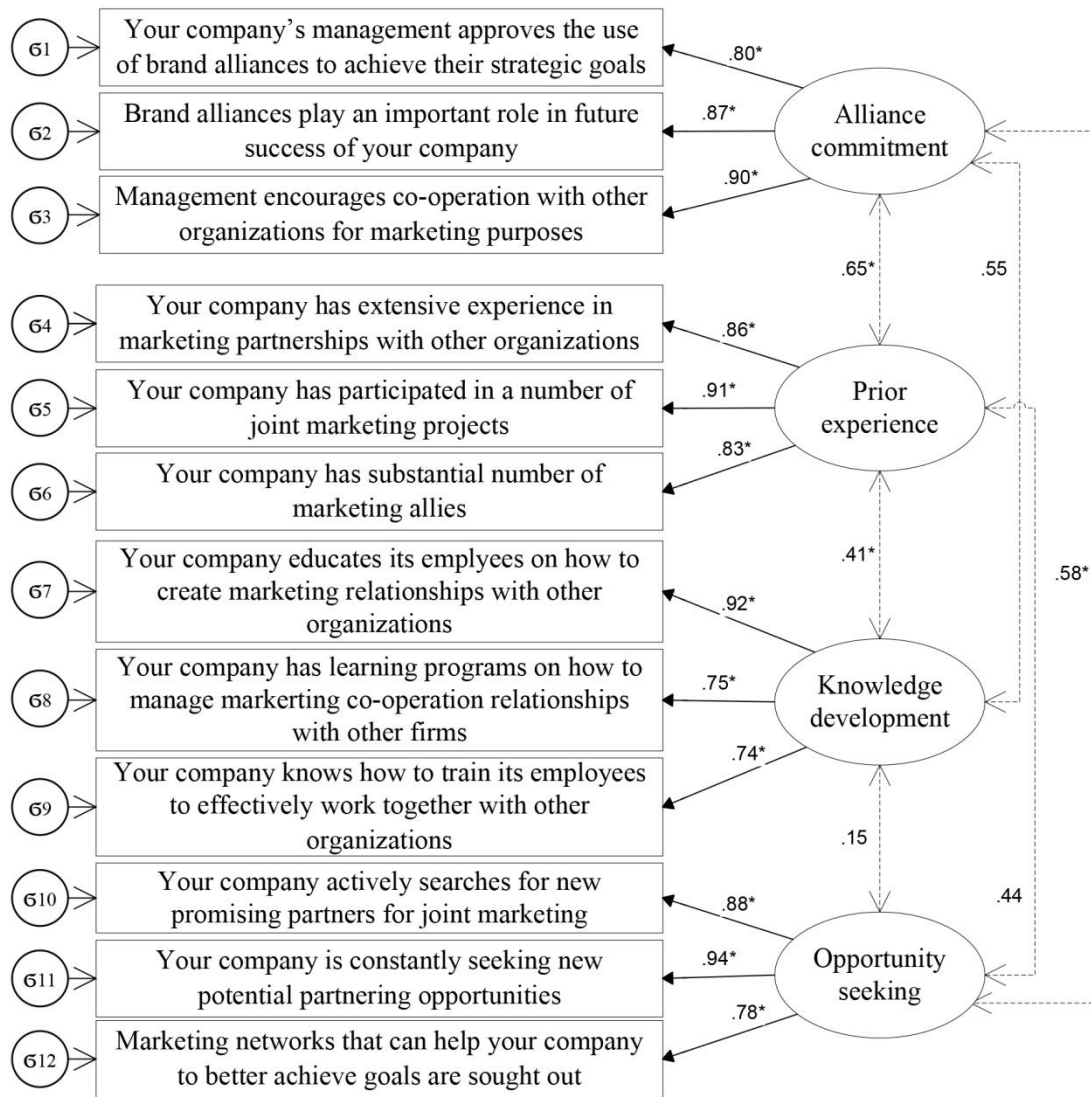 ϭ1
Your company’s management approves the use
of brand alliances to achieve their strategic goals
.80*
ϭ2
Brand alliances play an important role in future
success of your company
.87*
Alliance
commitment
ϭ3
Management encourages co-operation with other
organizations for marketing purposes
.90*
.65*
.55
ϭ4
Your company has extensive experience in
marketing partnerships with other organizations
.86*
ϭ5
Your company has participated in a number of
joint marketing projects
.91*
Prior
experience
ϭ6
Your company has substantial number of
marketing allies
.83*
.41*
.58*
ϭ7
Your company educates its emplyees on how to
create marketing relationships with other
organizations
.92*
ϭ8
Your company has learning programs on how to
manage markerting co-operation relationships
with other firms
.75*
Knowledge
development
ϭ9
Your company knows how to train its employees
to effectively work together with other
organizations
.74*
.15
.44
ϭ10
Your company actively searches for new
promising partners for joint marketing
.88*
ϭ11
Your company is constantly seeking new
potential partnering opportunities
.94*
Opportunity
seeking
ϭ12
Marketing networks that can help your company
to better achieve goals are sought out
.78*